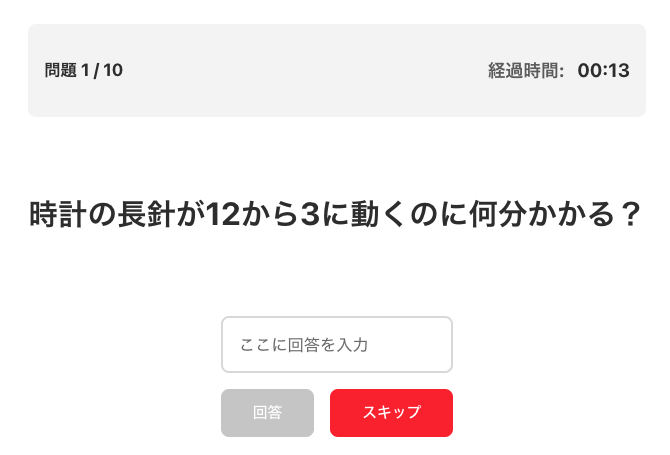 問題 1 / 10
経過時間: 00:13
時計の長針が12から3に動くのに何分かかる？
ここに回答を入力
回答
スキップ